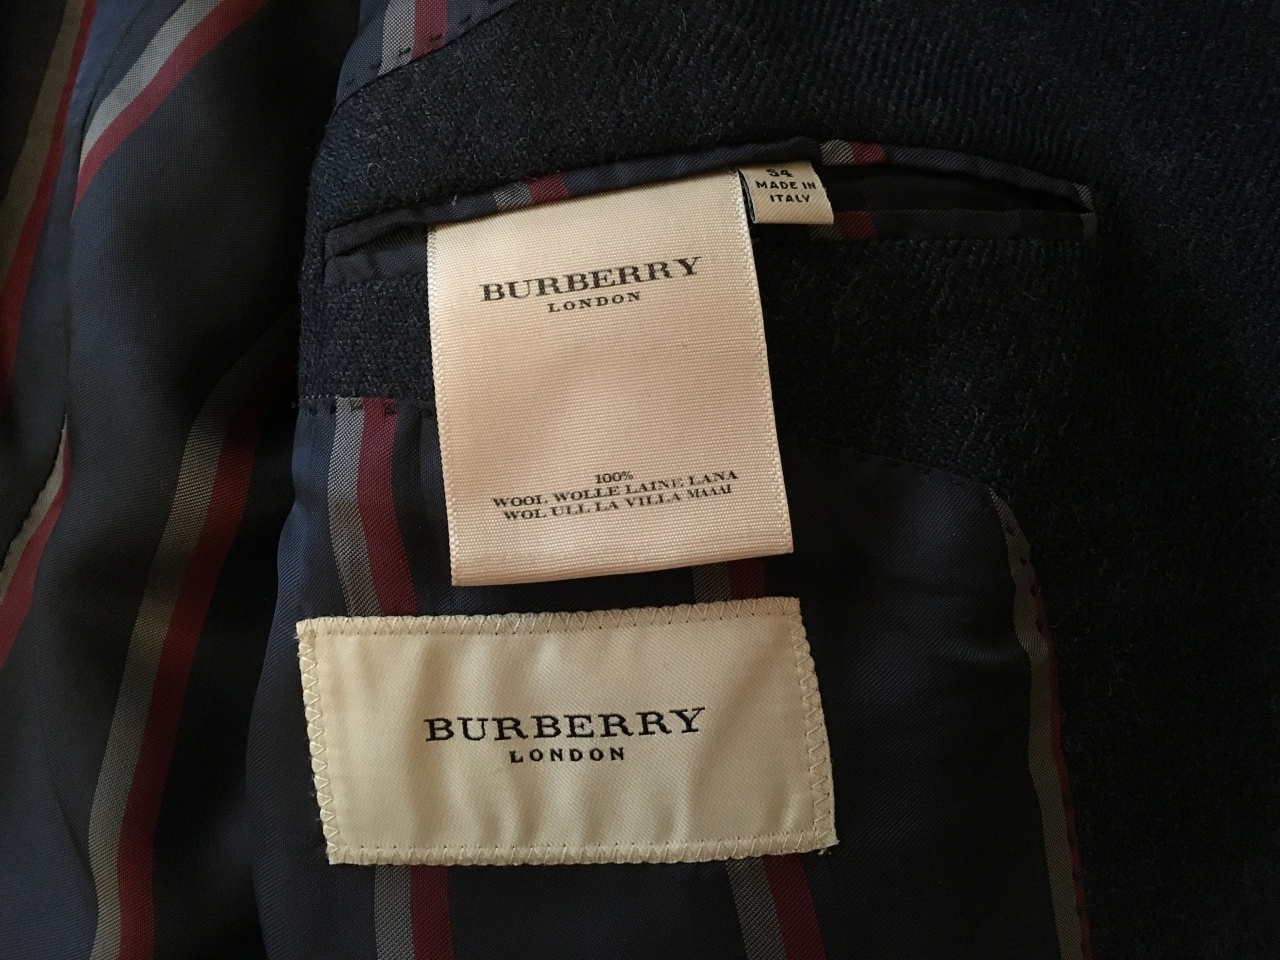 34
MADE IN
ITALY
BURBERRY
LONDON
100%
WOOL WOLLE LAINE LANA
WOL ULL LA VILLA MAAAI
BURBERRY
LONDON